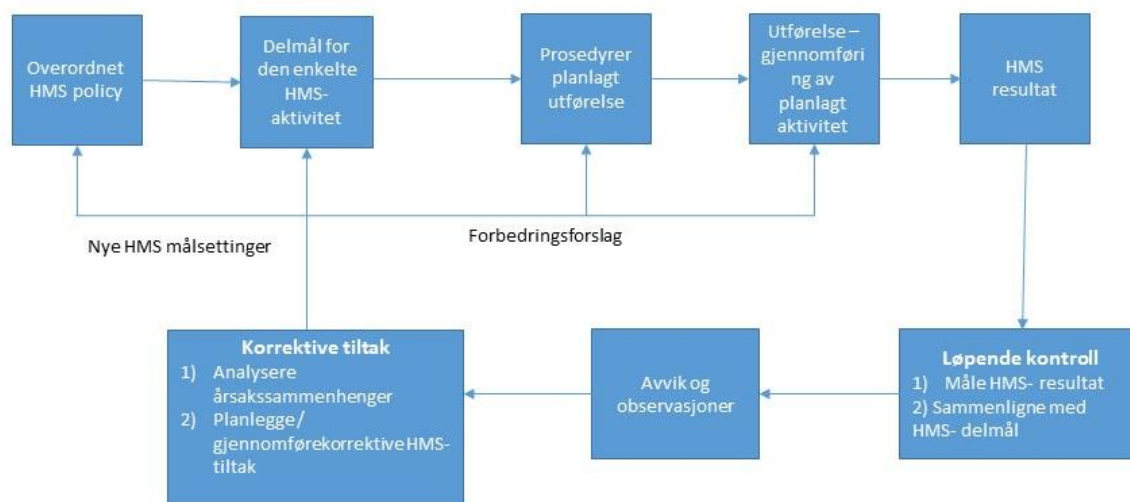 Overordnet
HMS policy
Delmål for
den enkelte
HMS-
aktivitet
Prosedyrer
planlagt
utførelse
Utførelse –
gjennomføri
ng av
planlagt
aktivitet
HMS
resultat
Nye HMS målsettinger
Forbedringsforslag
Korrektive tiltak
1) Analysere
årsakssammenhenger
2) Planlegge/
gjennomførekorrektive HMS-
tiltak
Avvik og
observasjoner
Løpende kontroll
1) Måle HMS- resultat
2) Sammenligne med
HMS- delmål